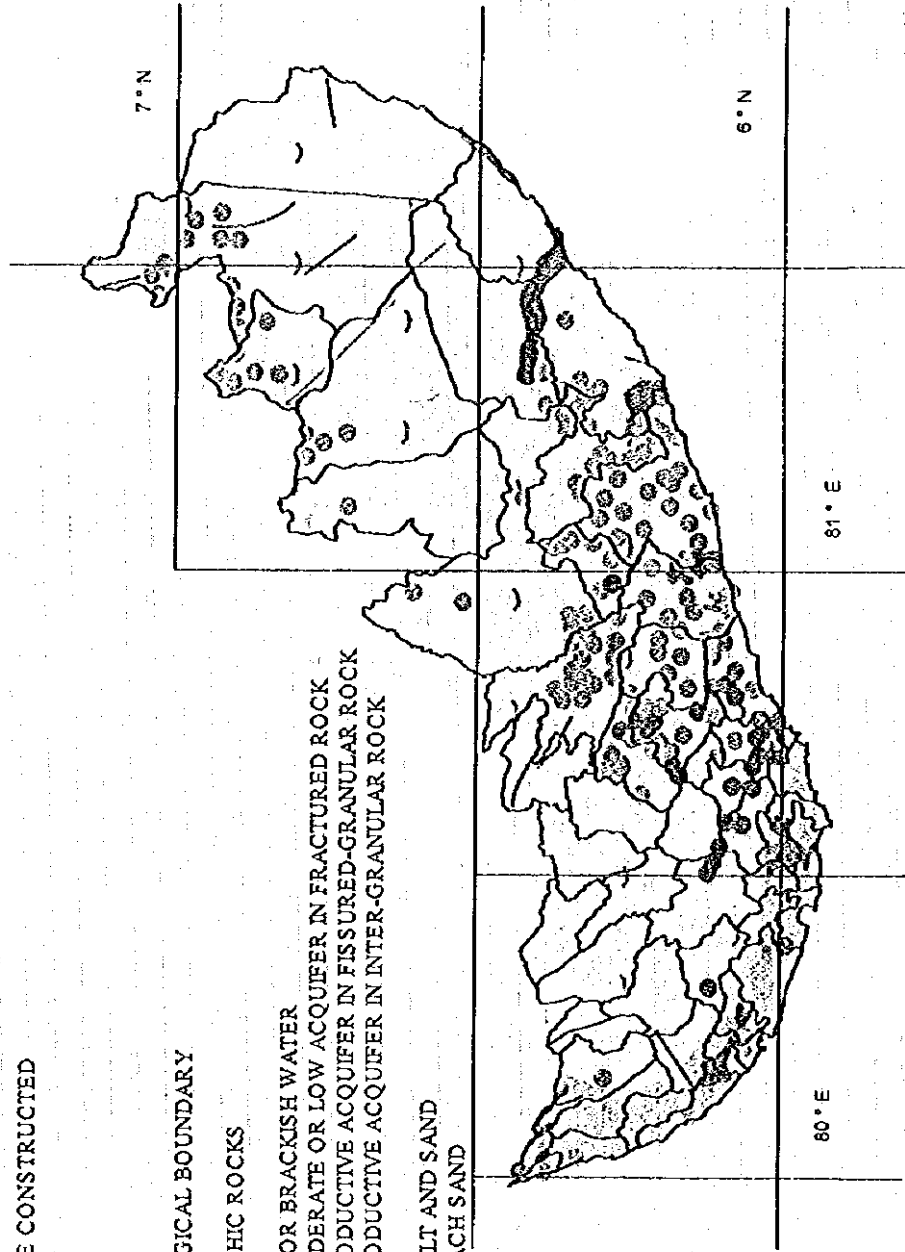 E CONSTRUCTED
GICAL BOUNDARY
HIC ROCKS
OR BRACKISH WATER
DERATE OR LOW ACQUIFER IN FRACTURED ROCK
ODUCTIVE ACQUIFER IN FISSURED-GRANULAR ROCK
ODUCTIVE ACQUIFER IN INTER-GRANULAR ROCK
LT AND SAND
ACH SAND
7° N
6° N
80° E
81° E